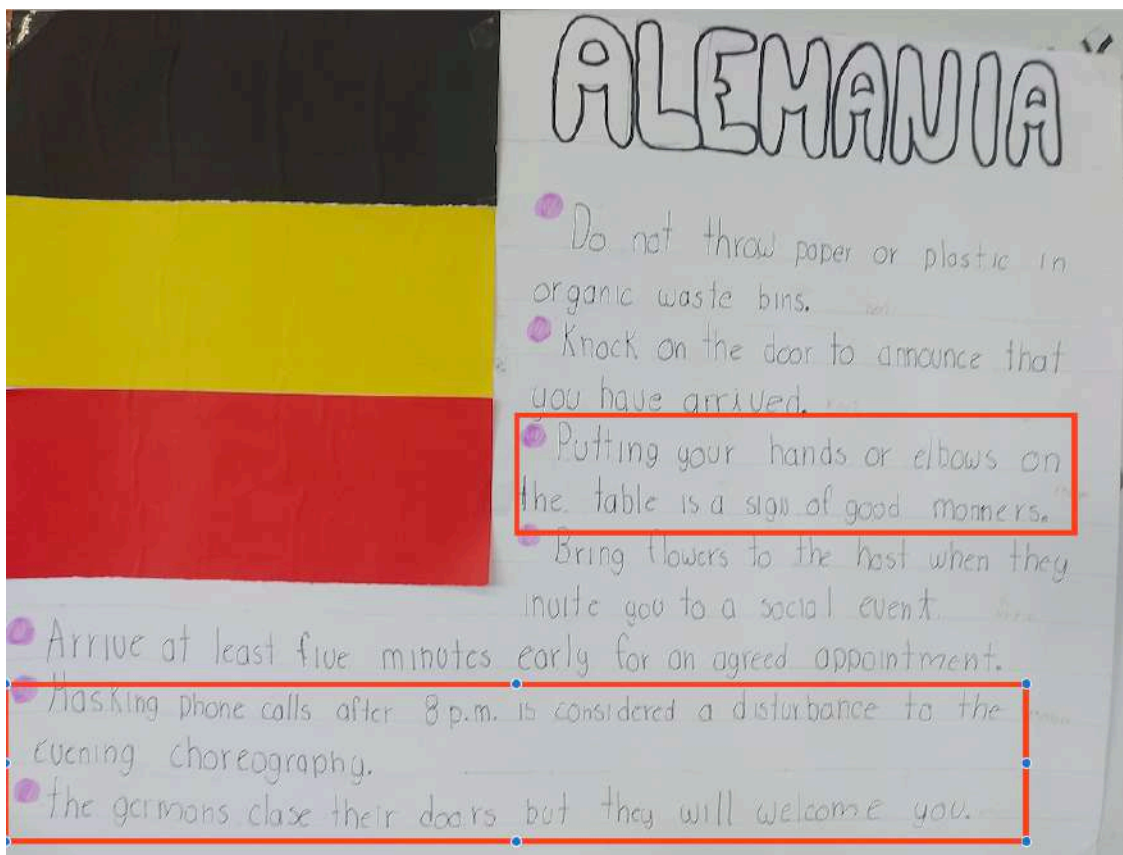 ALEMANIA
Do not throw paper or plastic in
organic waste bins.
Knock on the door to announce that
you have arrived.
Putting your hands or elbows on
the table is a sign of good manners.
Bring flowers to the host when they
invite you to a social event
Arrive at least five minutes early for an agreed appointment.
Masking phone calls after 8 p.m. is considered a disturbance to the
evening choreography.
the germans clase their doors but they will welcome you.